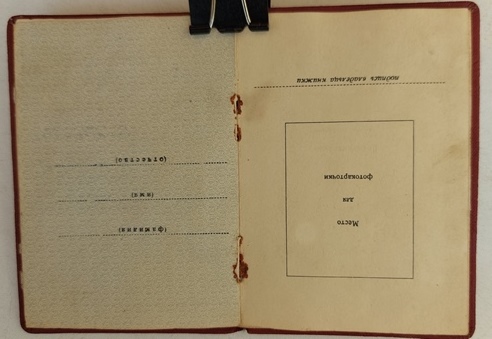 Место
для
фотокарточки
подпись владельца книжки
(фамилия)
(имя)
(отчество)